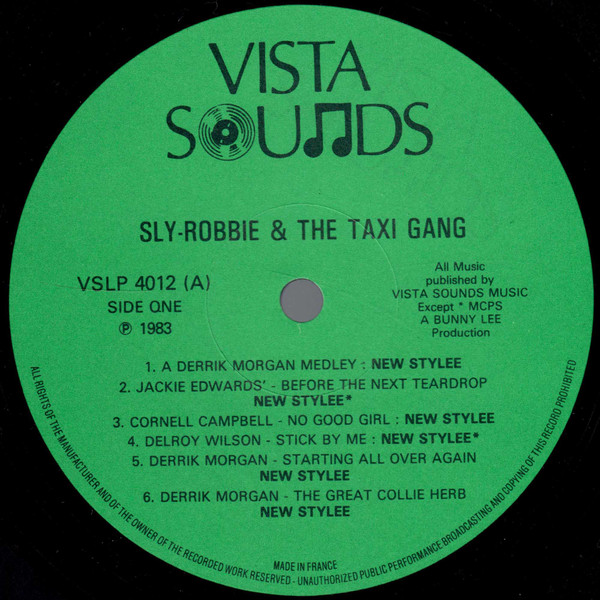 VISTA
SOUNDS
SLY-ROBBIE & THE TAXI GANG
VSLP 4012 (A)
SIDE ONE
℗ 1983
All Music
published by
VISTA SOUNDS MUSIC
Except * MCPS
A BUNNY LEE
Production
1. A DERRIK MORGAN MEDLEY : NEW STYLEE
2. JACKIE EDWARDS' - BEFORE THE NEXT TEARDROP
NEW STYLEE*
3. CORNELL CAMPBELL - NO GOOD GIRL : NEW STYLEE
4. DELROY WILSON - STICK BY ME : NEW STYLEE*
5. DERRIK MORGAN - STARTING ALL OVER AGAIN
NEW STYLEE
6. DERRIK MORGAN - THE GREAT COLLIE HERB
NEW STYLEE
MADE IN FRANCE
ALL RIGHTS OF THE MANUFACTURER AND OF THE OWNER OF THE RECORDED WORK RESERVED - UNAUTHORIZED PUBLIC PERFORMANCE BROADCASTING AND COPYING OF THIS RECORD PROHIBITED